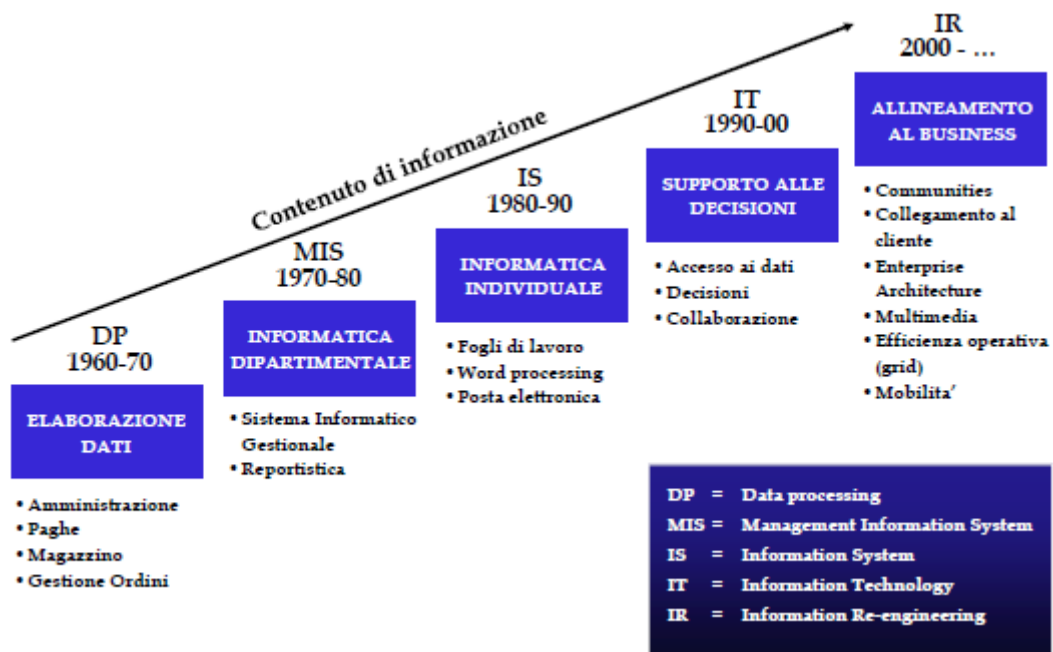 IR
2000 - ...
ALLINEAMENTO
AL BUSINESS
• Communities
• Collegamento al
cliente
• Enterprise
Architecture
• Multimedia
• Efficienza operativa
(grid)
• Mobilita'
IT
1990-00
SUPPORTO ALLE
DECISIONI
• Accesso ai dati
• Decisioni
• Collaborazione
Contenuto di informazione
IS
1980-90
INFORMATICA
INDIVIDUALE
• Fogli di lavoro
• Word processing
• Posta elettronica
MIS
1970-80
INFORMATICA
DIPARTIMENTALE
• Sistema Informatico
Gestionale
• Reportistica
DP
1960-70
ELABORAZIONE
DATI
• Amministrazione
• Paghe
• Magazzino
• Gestione Ordini
DP = Data processing
MIS = Management Information System
IS = Information System
IT = Information Technology
IR = Information Re-engineering